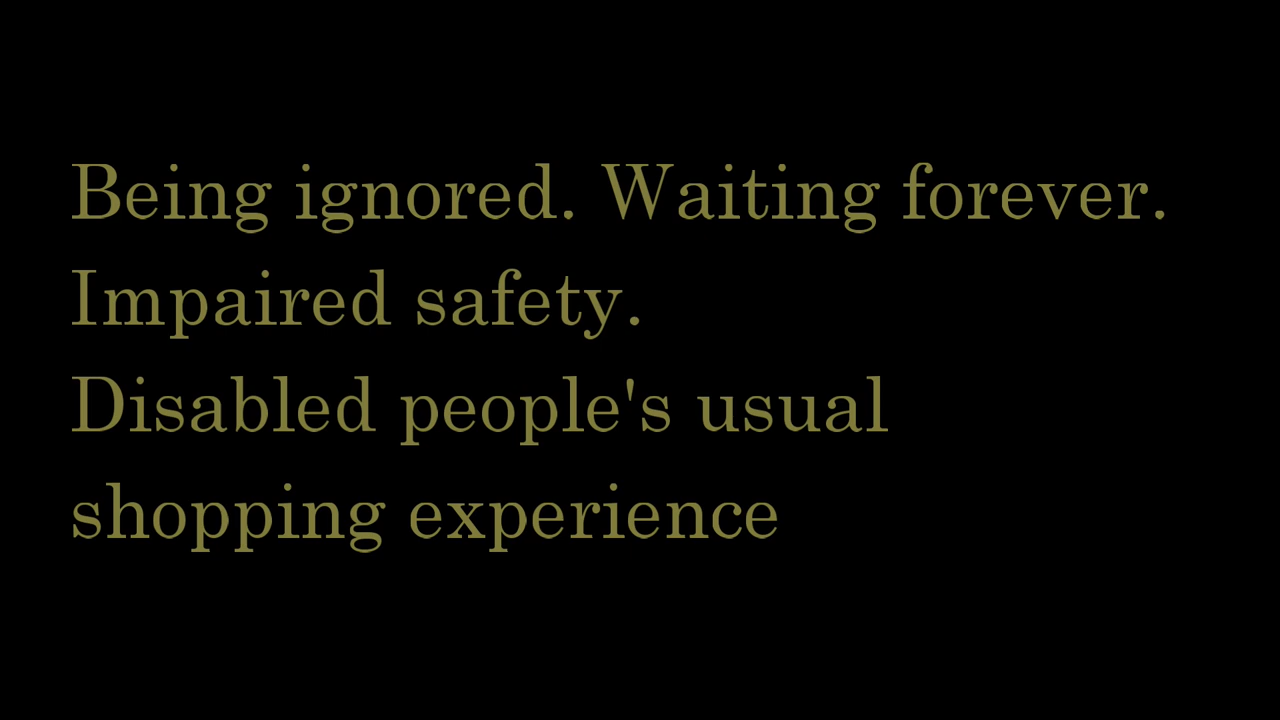 Being ignored. Waiting forever.
Impaired safety.
Disabled people's usual
shopping experience